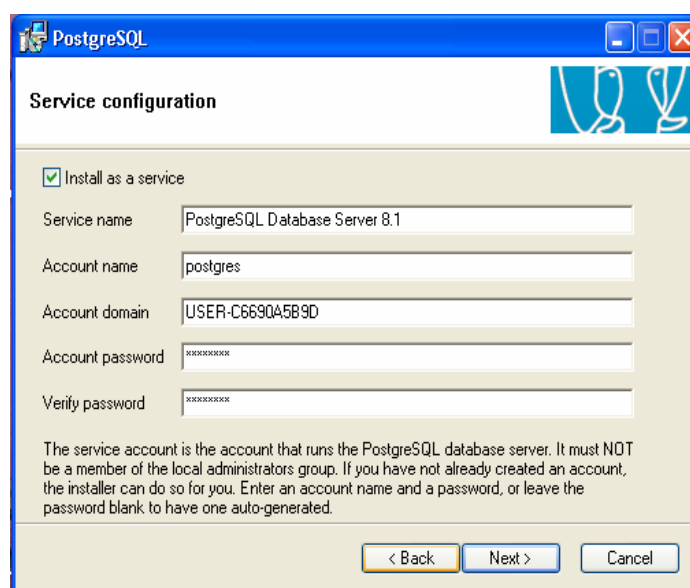 PostgreSQL
Service configuration
Install as a service
Service name PostgreSQL Database Server 8.1
Account name postgres
Account domain USER-C6690A5B9D
Account password ********
Verify password ********
The service account is the account that runs the PostgreSQL database server. It must NOT
be a member of the local administrators group. If you have not already created an account,
the installer can do so for you. Enter an account name and a password, or leave the
password blank to have one auto-generated.
< Back Next > Cancel